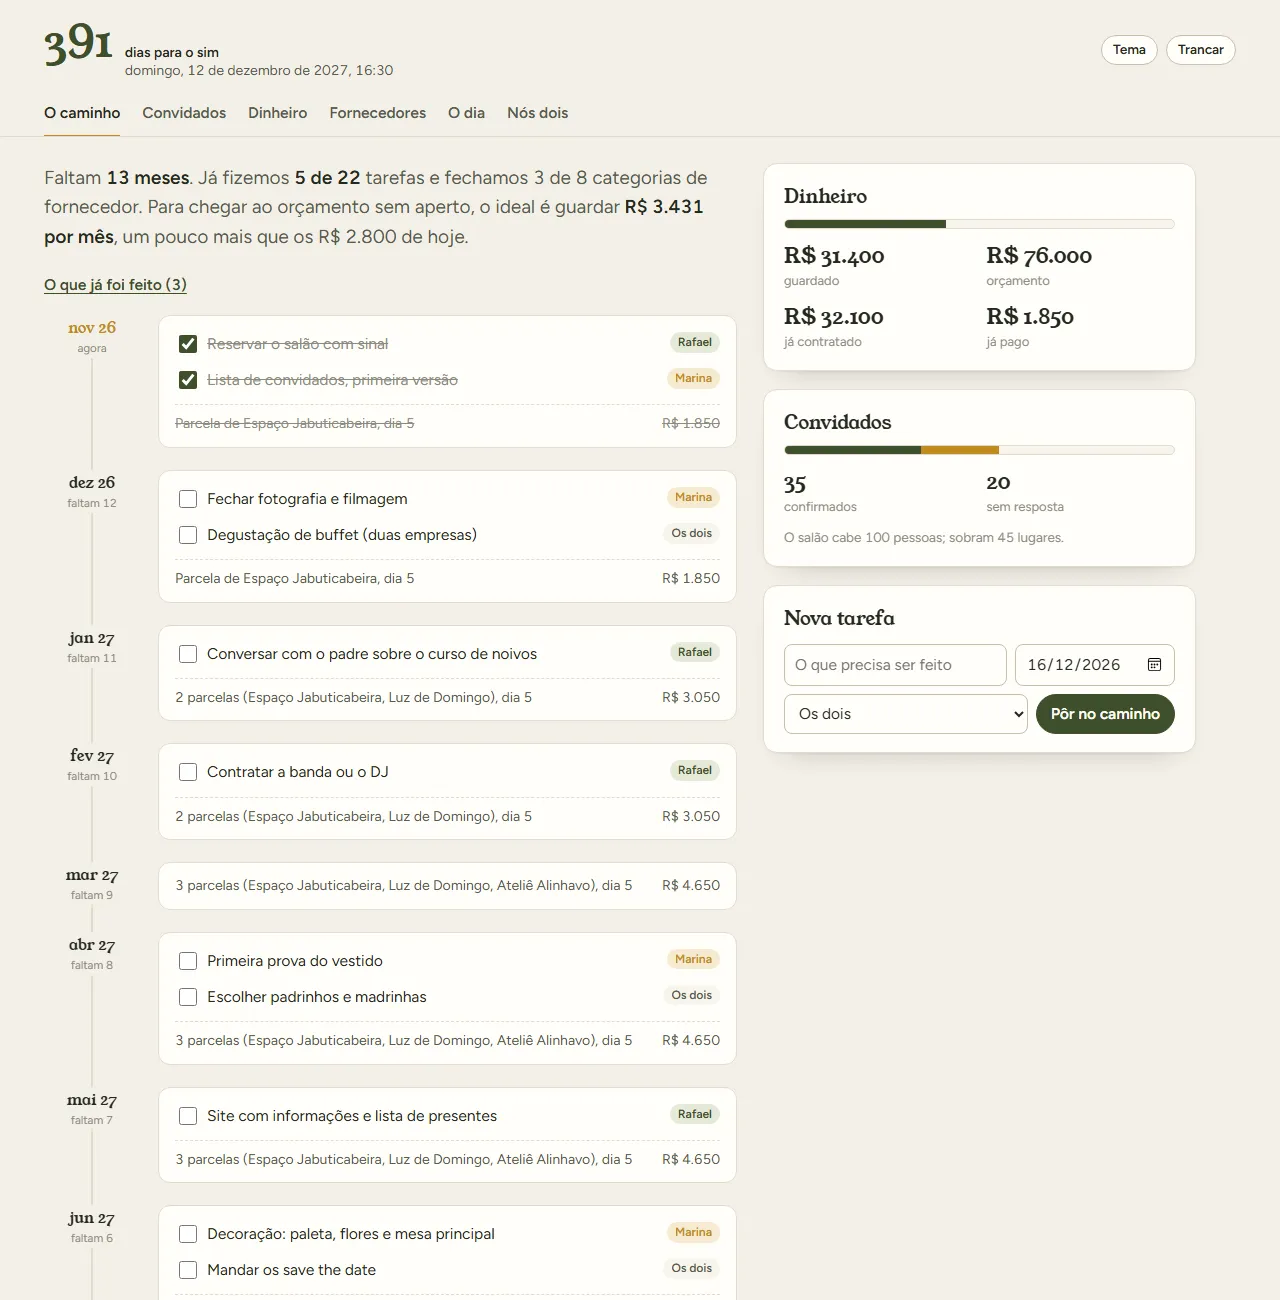 391
dias para o sim
domingo, 12 de dezembro de 2027, 16:30
Tema
Trancar
O caminho
Convidados
Dinheiro
Fornecedores
O dia
Nós dois
Faltam 13 meses. Já fizemos 5 de 22 tarefas e fechamos 3 de 8 categorias de
fornecedor. Para chegar ao orçamento sem aperto, o ideal é guardar R$ 3.431
por mês, um pouco mais que os R$ 2.800 de hoje.
O que já foi feito (3)
nov 26
agora
Reservar o salão com sinal
Rafael
Lista de convidados, primeira versão
Marina
Parcela de Espaço Jabuticabeira, dia 5
R$ 1.850
dez 26
faltam 12
Fechar fotografia e filmagem
Marina
Degustação de buffet (duas empresas)
Os dois
Parcela de Espaço Jabuticabeira, dia 5
R$ 1.850
jan 27
faltam 11
Conversar com o padre sobre o curso de noivos
Rafael
2 parcelas (Espaço Jabuticabeira, Luz de Domingo), dia 5
R$ 3.050
fev 27
faltam 10
Contratar a banda ou o DJ
Rafael
2 parcelas (Espaço Jabuticabeira, Luz de Domingo), dia 5
R$ 3.050
mar 27
faltam 9
3 parcelas (Espaço Jabuticabeira, Luz de Domingo, Ateliê Alinhavo), dia 5
R$ 4.650
abr 27
faltam 8
Primeira prova do vestido
Marina
Escolher padrinhos e madrinhas
Os dois
3 parcelas (Espaço Jabuticabeira, Luz de Domingo, Ateliê Alinhavo), dia 5
R$ 4.650
mai 27
faltam 7
Site com informações e lista de presentes
Rafael
3 parcelas (Espaço Jabuticabeira, Luz de Domingo, Ateliê Alinhavo), dia 5
R$ 4.650
jun 27
faltam 6
Decoração: paleta, flores e mesa principal
Marina
Mandar os save the date
Os dois
Dinheiro
R$ 31.400
guardado
R$ 76.000
orçamento
R$ 32.100
já contratado
R$ 1.850
já pago
Convidados
35
confirmados
20
sem resposta
O salão cabe 100 pessoas; sobram 45 lugares.
Nova tarefa
O que precisa ser feito
16/12/2026
Os dois
Pôr no caminho